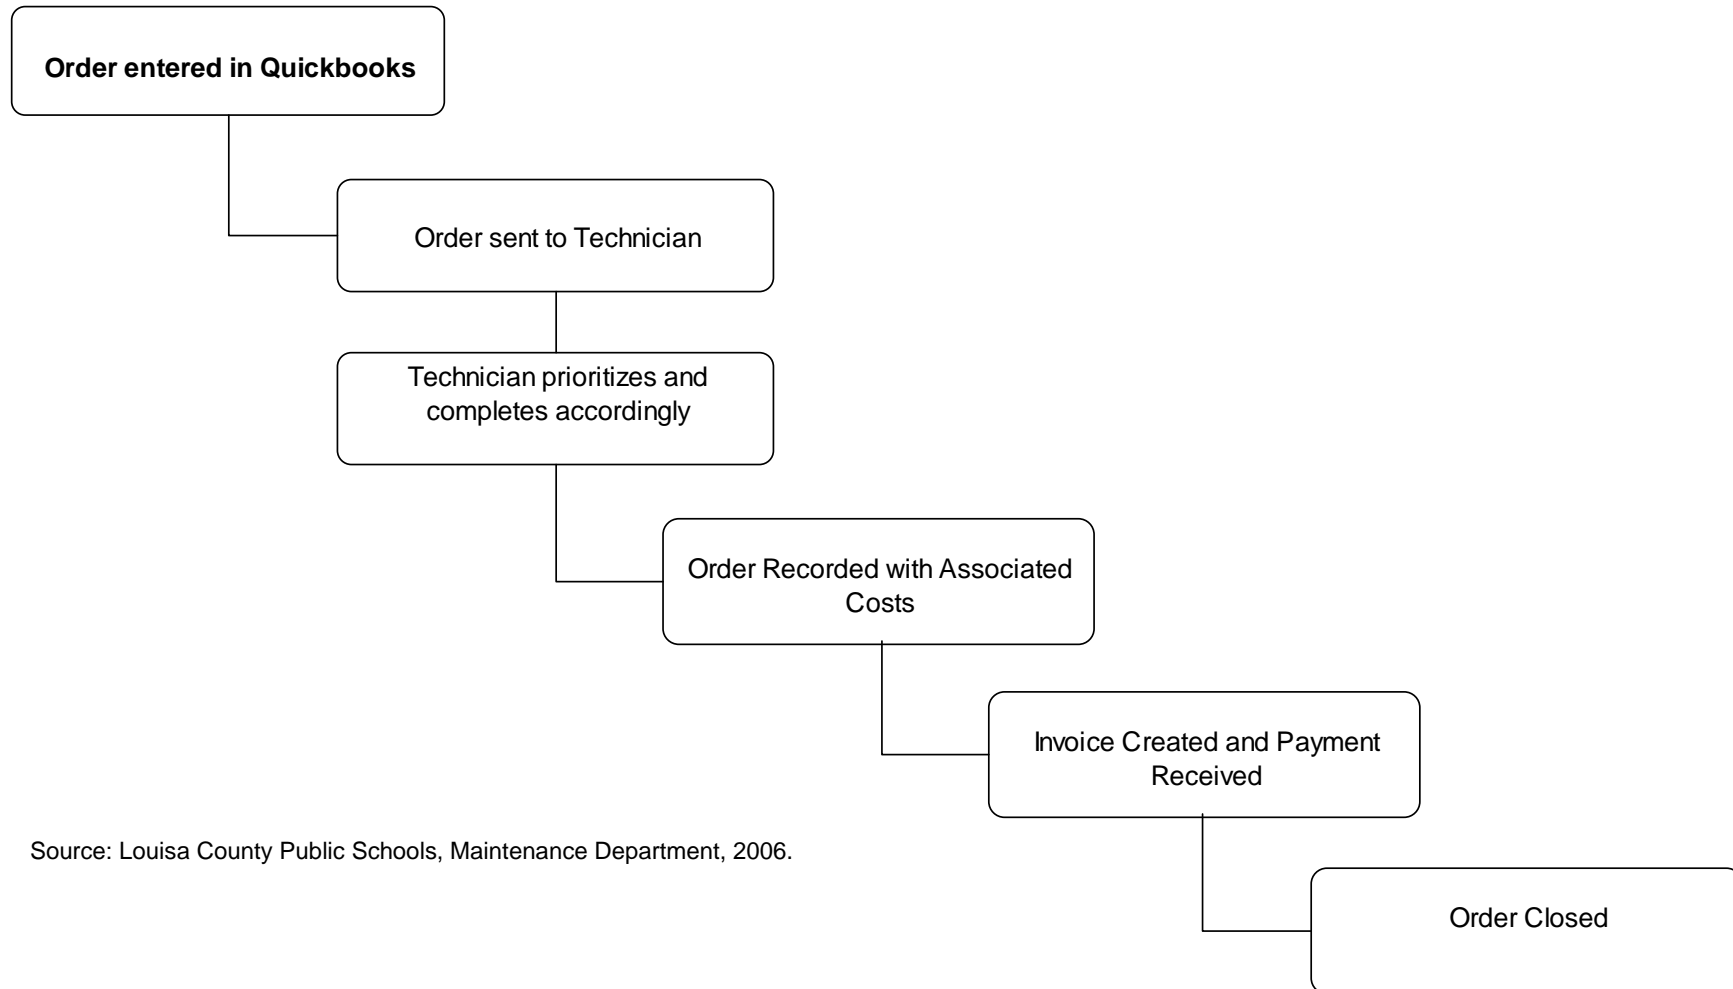 Order entered in Quickbooks
Order sent to Technician
Technician prioritizes and
completes accordingly
Order Recorded with Associated
Costs
Invoice Created and Payment
Received
Source: Louisa County Public Schools, Maintenance Department, 2006.
Order Closed